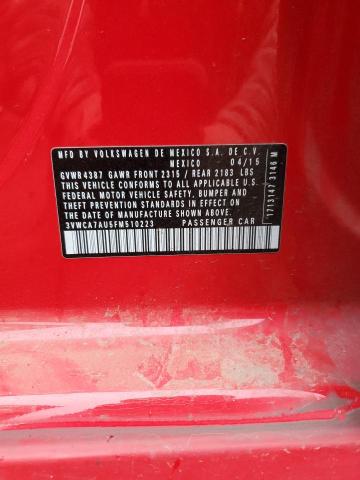 MFD BY VOLKSWAGEN DE MEXICO S.A. DE C.V.
MEXICO 04/15
GVWR 4387 GAWR FRONT 2315 / REAR 2183 LBS
THIS VEHICLE CONFORMS TO ALL APPLICABLE U.S.
FEDERAL MOTOR VEHICLE SAFETY, BUMPER AND
THEFT PREVENTION STANDARDS IN EFFECT ON
THE DATE OF MANUFACTURE SHOWN ABOVE.
3VWCA7AU5FM510223 PASSENGER CAR
1713147 3146 M